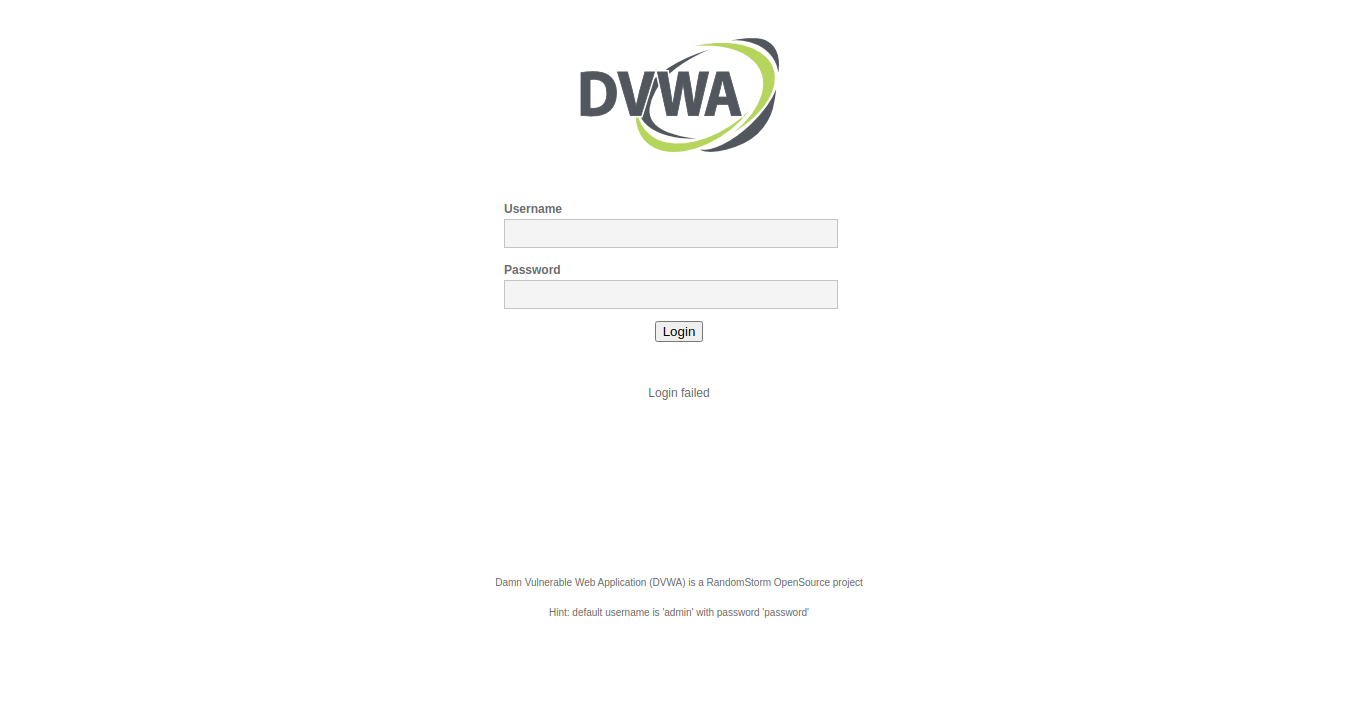 DVWA
Username
Password
Login
Login failed
Damn Vulnerable Web Application (DVWA) is a RandomStorm OpenSource project
Hint: default username is 'admin' with password 'password'